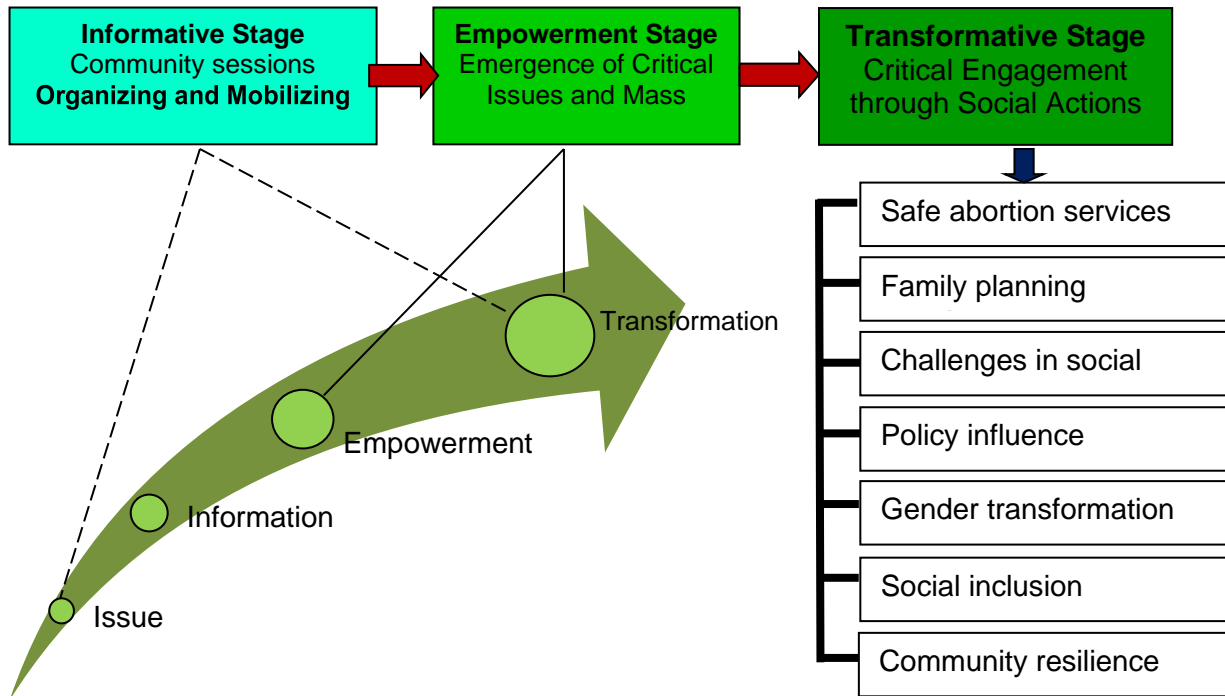 Informative Stage
Community sessions
Organizing and Mobilizing
Empowerment Stage
Emergence of Critical
Issues and Mass
Transformative Stage
Critical Engagement
through Social Actions
Safe abortion services
Family planning
Challenges in social
Policy influence
Gender transformation
Social inclusion
Community resilience
Transformation
Empowerment
Information
Issue